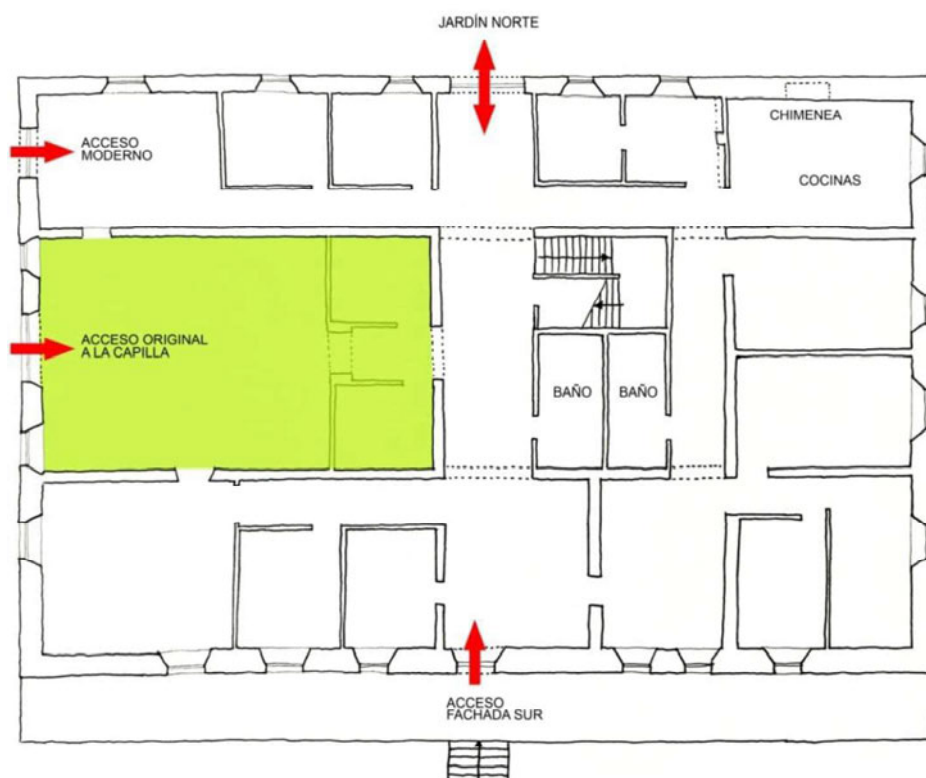 JARDÍN NORTE
ACCESO
MODERNO
CHIMENEA
COCINAS
ACCESO ORIGINAL
A LA CAPILLA
BAÑO
BAÑO
ACCESO
FACHADA SUR